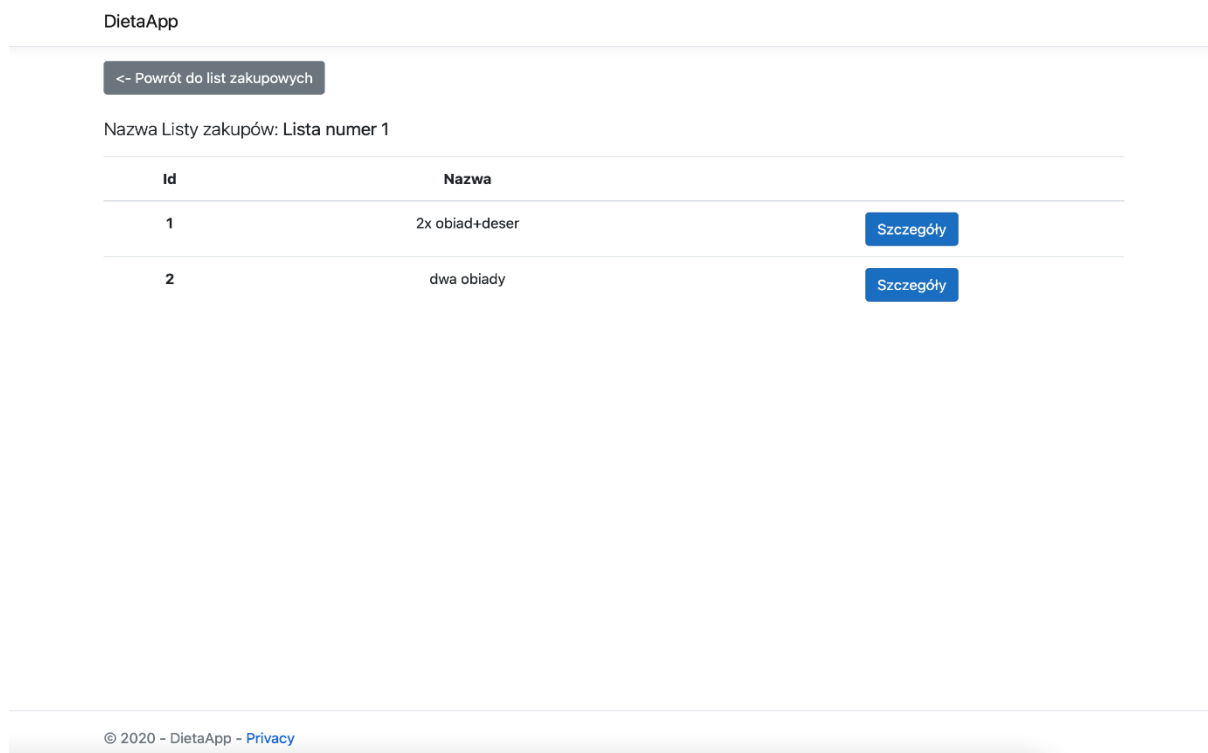 DietaApp
<- Powrót do list zakupowych
Nazwa Listy zakupów: Lista numer 1
Id Nazwa
1 2x obiad+deser Szczegóły
2 dwa obiady Szczegóły
© 2020 - DietaApp - Privacy